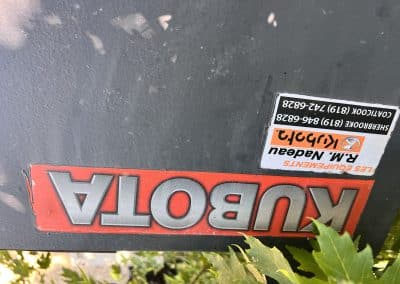 KUBOTA
LES ÉQUIPEMENTS
R.M. Nadeau
Kubota
SHERBROOKE (819) 846-6828
COATICOOK (819) 742-6828